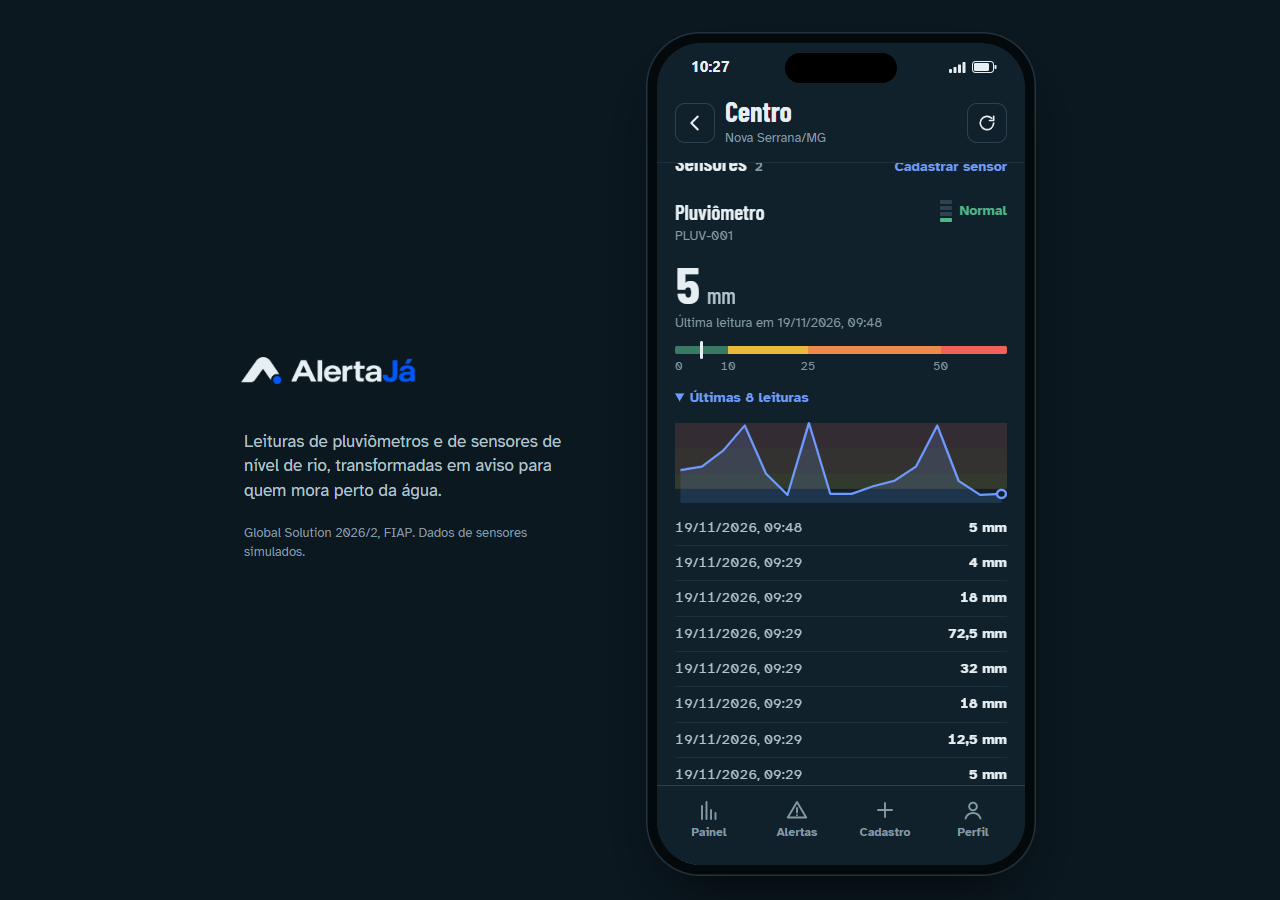 AlertaJá
Leituras de pluviômetros e de sensores de
nível de rio, transformadas em aviso para
quem mora perto da água.
Global Solution 2026/2, FIAP. Dados de sensores
simulados.
10:27
Centro
Nova Serrana/MG
Sensores 2
Cadastrar sensor
Pluviômetro
Normal
PLUV-001
5 mm
Última leitura em 19/11/2026, 09:48
0 10 25 50
▼ Últimas 8 leituras
19/11/2026, 09:48 5 mm
19/11/2026, 09:29 4 mm
19/11/2026, 09:29 18 mm
19/11/2026, 09:29 72,5 mm
19/11/2026, 09:29 32 mm
19/11/2026, 09:29 18 mm
19/11/2026, 09:29 12,5 mm
19/11/2026, 09:29 5 mm
Painel Alertas Cadastro Perfil